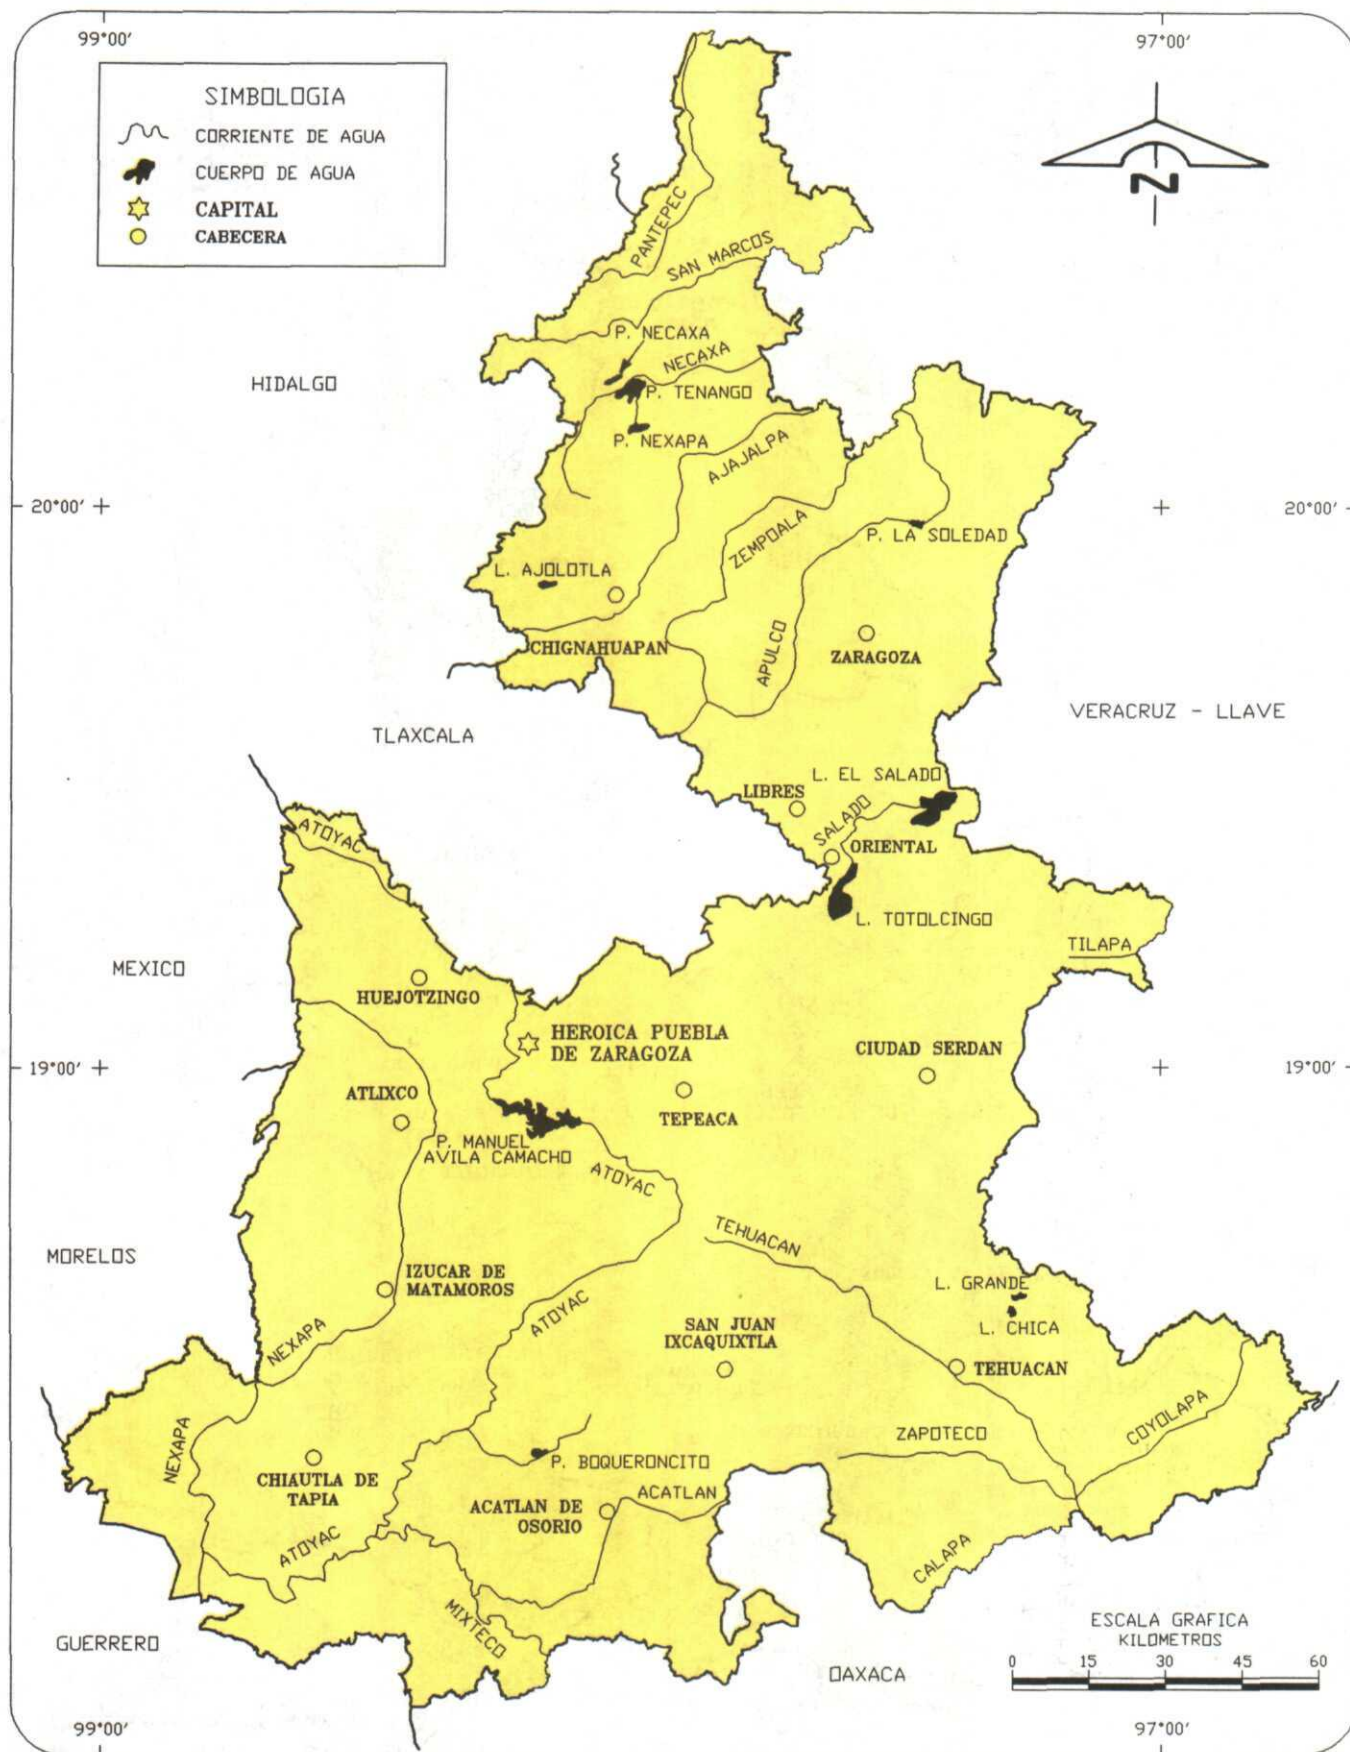 99°00'
97°00'
SIMBOLOGIA
CORRIENTE DE AGUA
CUERPO DE AGUA
CAPITAL
CABECERA
N
PANTEPEC
SAN MARCOS
P. NECAXA
NECAXA
HIDALGO
P. TENANGO
P. NEXAPA
AJAJALPA
20°00'
20°00'
ZEMPOALA
P. LA SOLEDAD
L. AJOLOTLA
CHIGNAHUAPAN
APULCO
ZARAGOZA
VERACRUZ - LLAVE
TLAXCALA
L. EL SALADO
LIBRES
SALADO
ORIENTAL
ATOYAC
L. TOTOLCINGO
TILAPA
MEXICO
HUEJOTZINGO
HEROICA PUEBLA
DE ZARAGOZA
CIUDAD SERDAN
19°00'
19°00'
ATLIXCO
TEPEACA
P. MANUEL
AVILA CAMACHO
ATOYAC
TEHUACAN
MORELOS
IZUCAR DE
MATAMOROS
L. GRANDE
L. CHICA
ATOYAC
SAN JUAN
IXCAQUIXTLA
NEXAPA
TEHUACAN
COYOLAPA
NEXAPA
ZAPOTECO
CHIAUTLA DE
TAPIA
P. BOQUERONCITO
ACATLAN
ACATLAN DE
OSORIO
ATOYAC
CALAPA
MIXTECO
GUERRERO
OAXACA
ESCALA GRAFICA
KILOMETROS
0 15 30 45 60
99°00'
97°00'